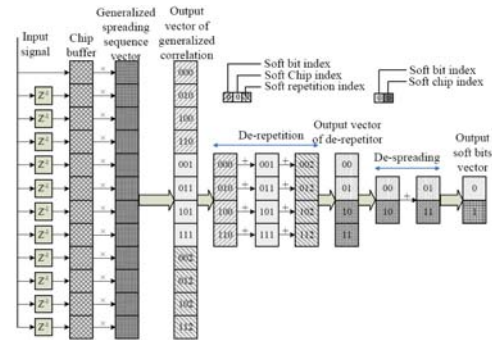 Input signal
Chip buffer
Generalized spreading sequence vector
Output vector of generalized correlation
000
010
100
110
001
011
101
111
002
012
102
112
Soft bit index
Soft Chip index
Soft repetition index
0
Soft bit index
Soft chip index
0
De-repetition
000 + 001 + 002
010 + 011 + 012
100 + 101 + 102
110 + 111 + 112
Output vector of de-repetitor
00
01
10
11
De-spreading
00 + 01
10 11
Output soft bits vector
0
1